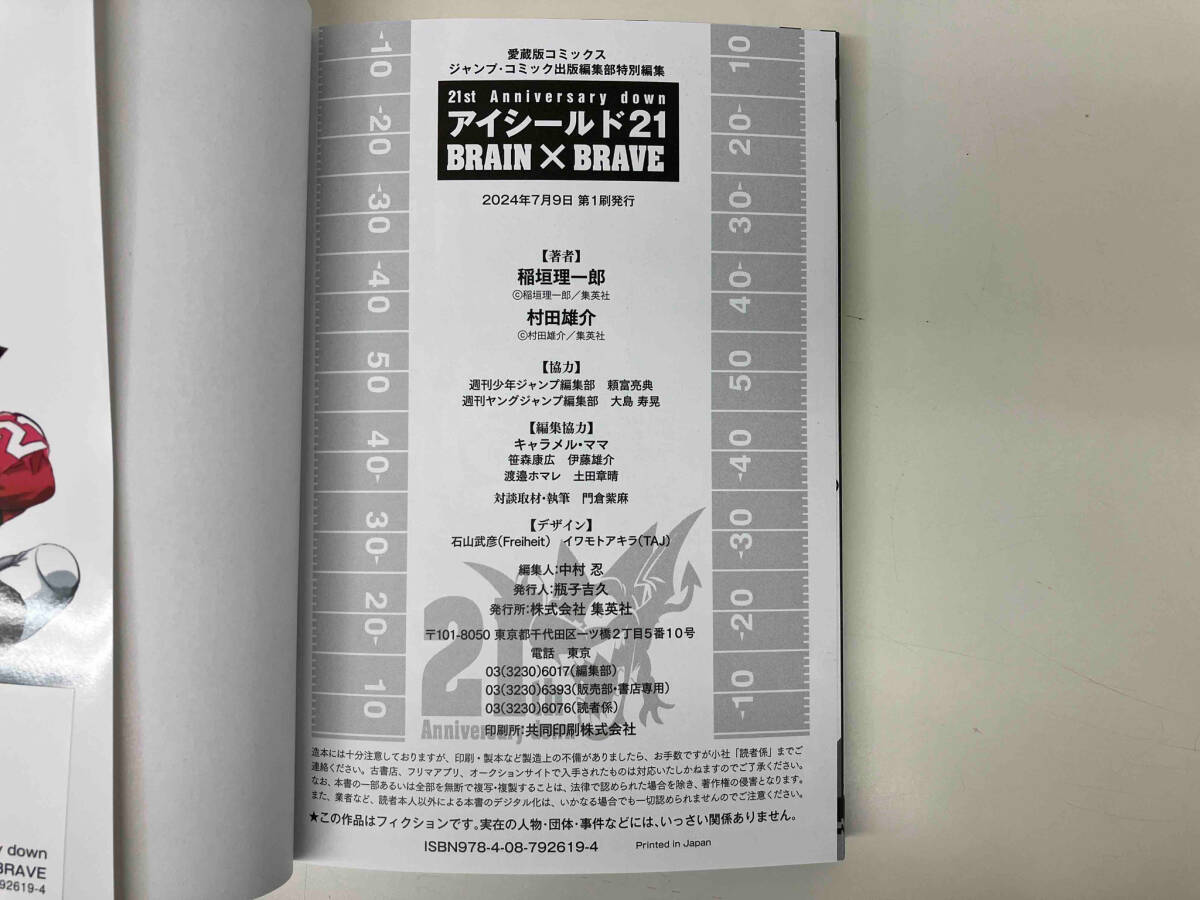 愛蔵版コミックス
ジャンプ・コミック出版編集部特別編集
21st Anniversary down
アイシールド21
BRAIN×BRAVE
2024年7月9日 第1刷発行
【著者】
稲垣理一郎
©稲垣理一郎／集英社
村田雄介
©村田雄介／集英社
【協力】
週刊少年ジャンプ編集部　頼富亮典
週刊ヤングジャンプ編集部　大島 寿晃
【編集協力】
キャラメル・ママ
笹森康広　伊藤雄介
渡邉ホマレ　土田章晴
対談取材・執筆　門倉紫麻
【デザイン】
石山武彦(Freiheit)　イワモトアキラ(TAJ)
編集人：中村 忍
発行人：瓶子吉久
発行所：株式会社 集英社
〒101-8050 東京都千代田区一ツ橋2丁目5番10号
電話　東京
03(3230)6017(編集部)
03(3230)6393(販売部・書店専用)
03(3230)6076(読者係)
印刷所：共同印刷株式会社
21th
Anniversary down
造本には十分注意しておりますが、印刷・製本など製造上の不備がありましたら、お手数ですが小社「読者係」までご
連絡ください。古書店、フリマアプリ、オークションサイトで入手されたものは対応いたしかねますのでご了承ください。
なお、本書の一部あるいは全部を無断で複写・複製することは、法律で認められた場合を除き、著作権の侵害となります。
また、業者など、読者本人以外による本書のデジタル化は、いかなる場合でも一切認められませんのでご注意ください。
★この作品はフィクションです。実在の人物・団体・事件などには、いっさい関係ありません。
ISBN978-4-08-792619-4
Printed in Japan
10
20
30
40
50
40
30
20
10
10
20
30
40
50
40
30
20
10
21
y down
BRAVE
92619-4